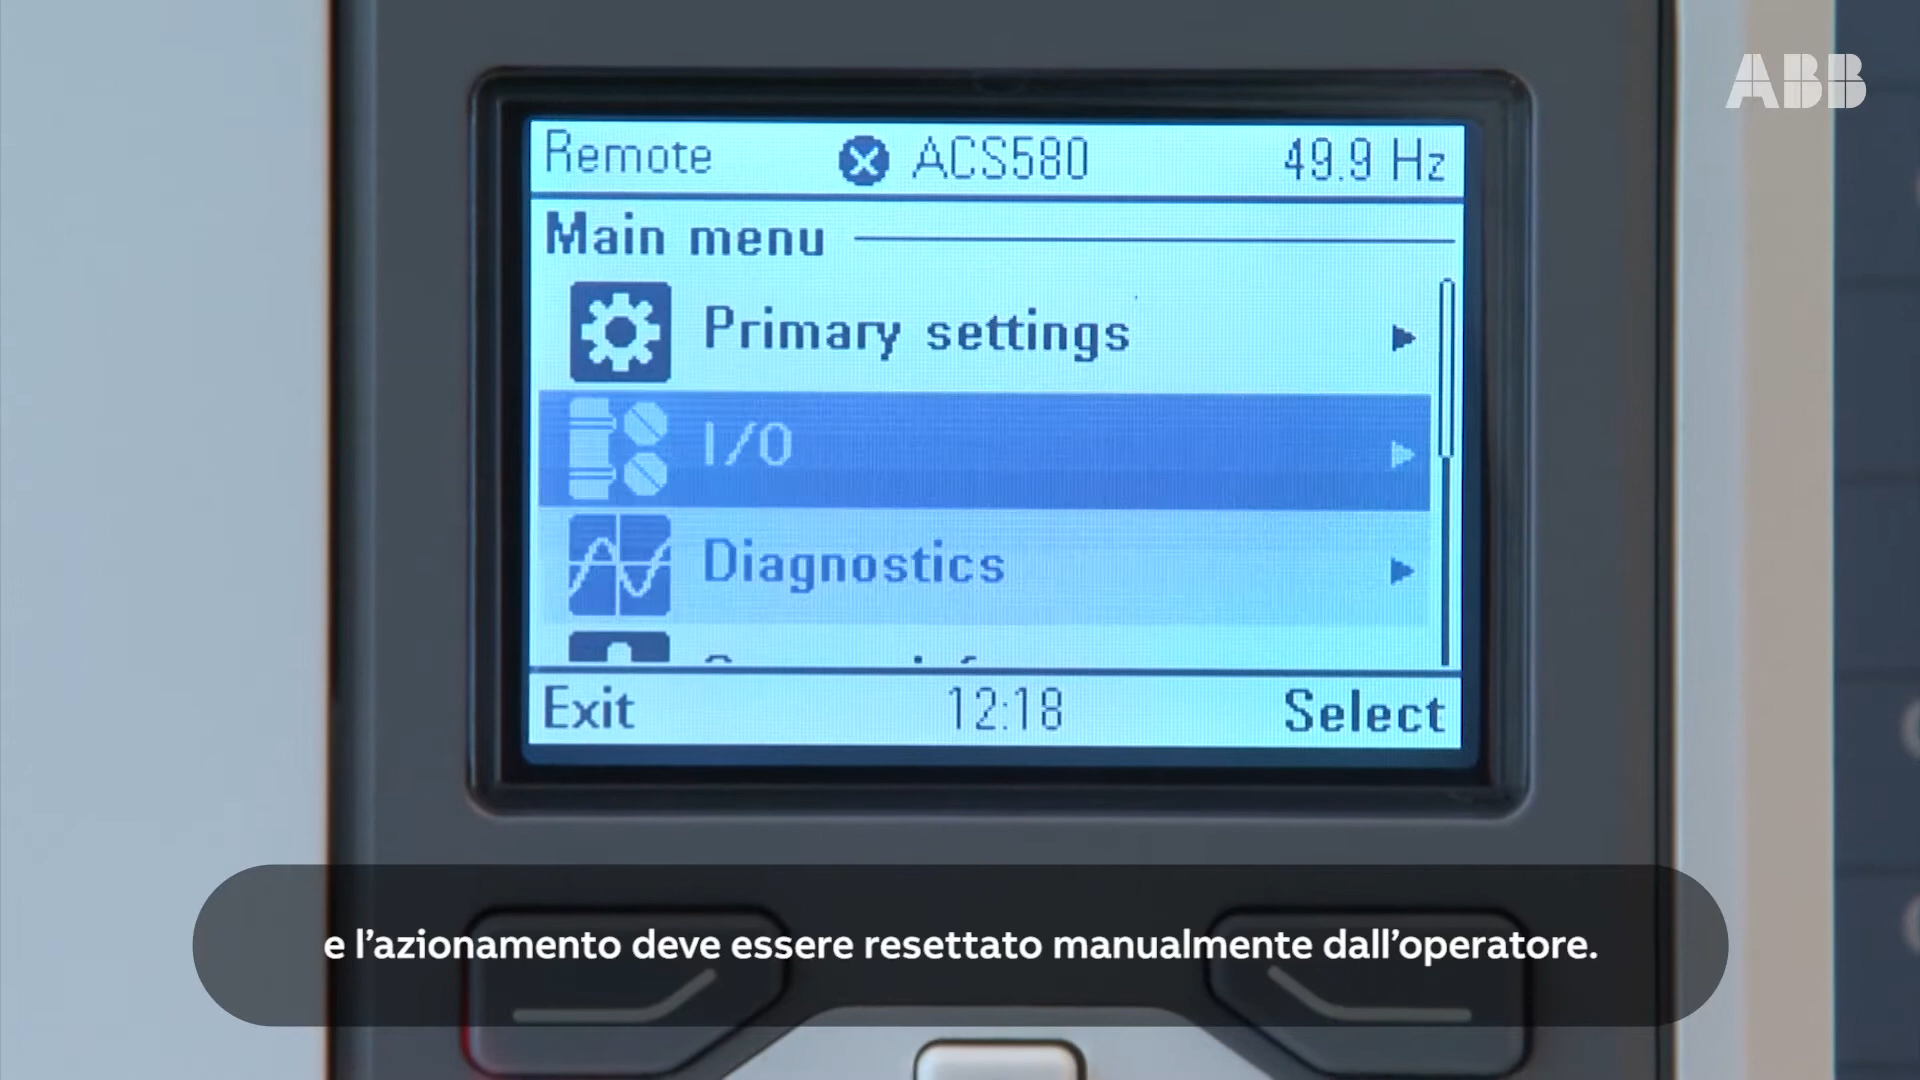 ABB
Remote ACS580 49.9 Hz
Main menu
Primary settings
I/O
Diagnostics
Exit 12:18 Select
e l’azionamento deve essere resettato manualmente dall’operatore.